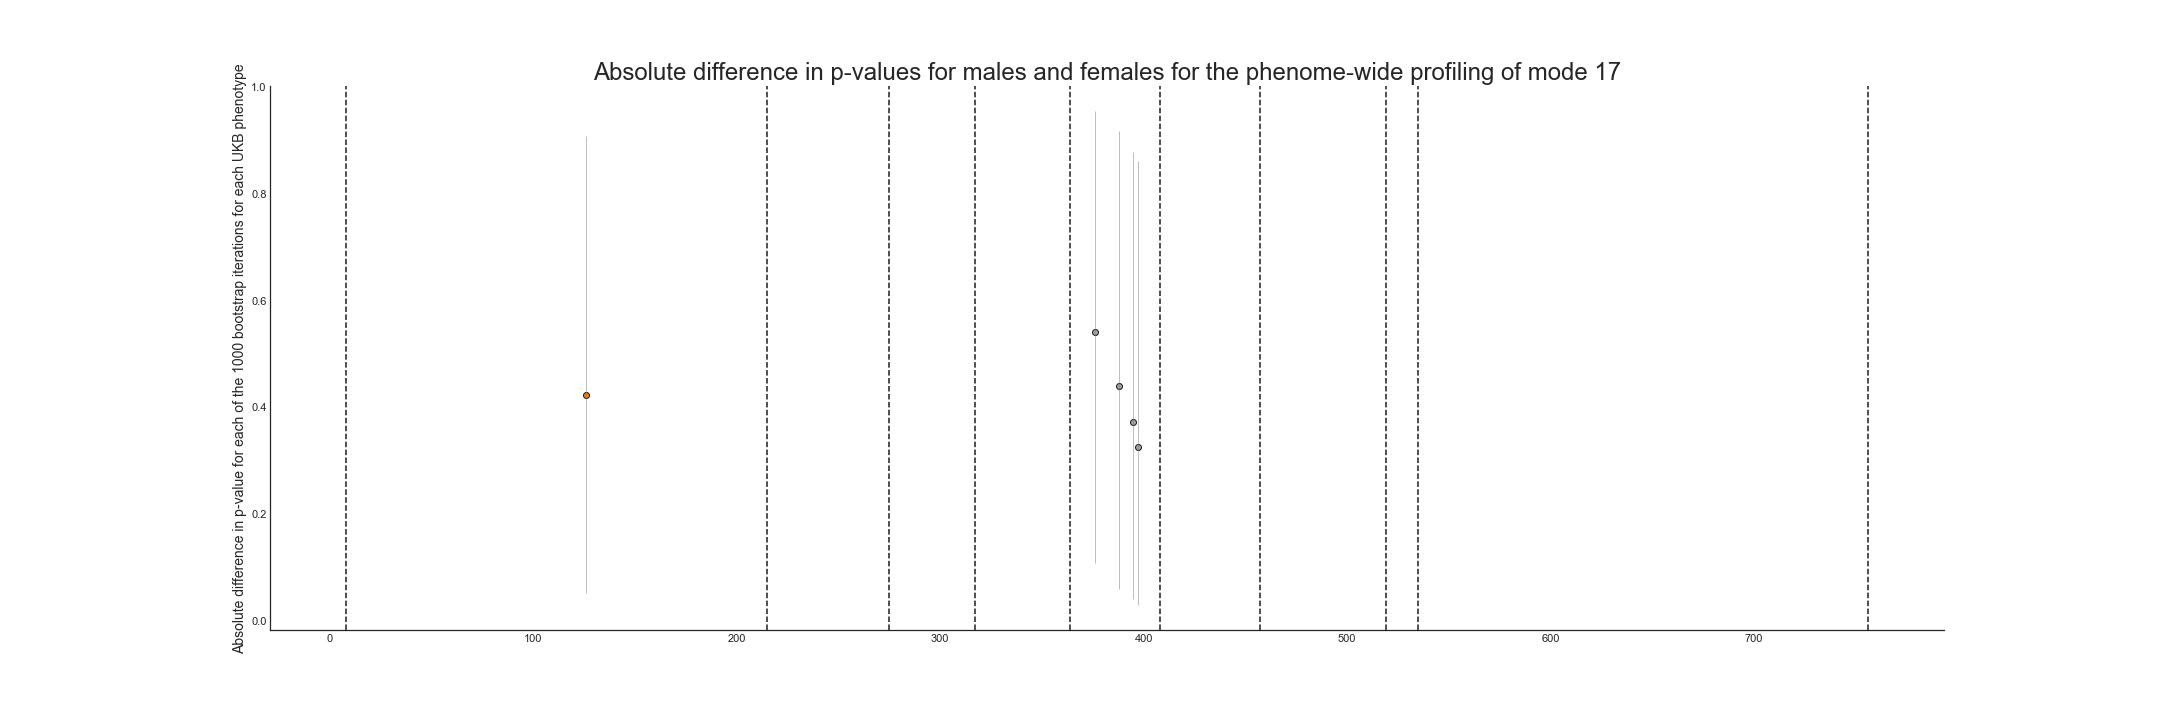 Absolute difference in p-values for males and females for the phenome-wide profiling of mode 17
Absolute difference in p-value for each of the 1000 bootstrap iterations for each UKB phenotype
1.0
0.8
0.6
0.4
0.2
0.0
0 100 200 300 400 500 600 700